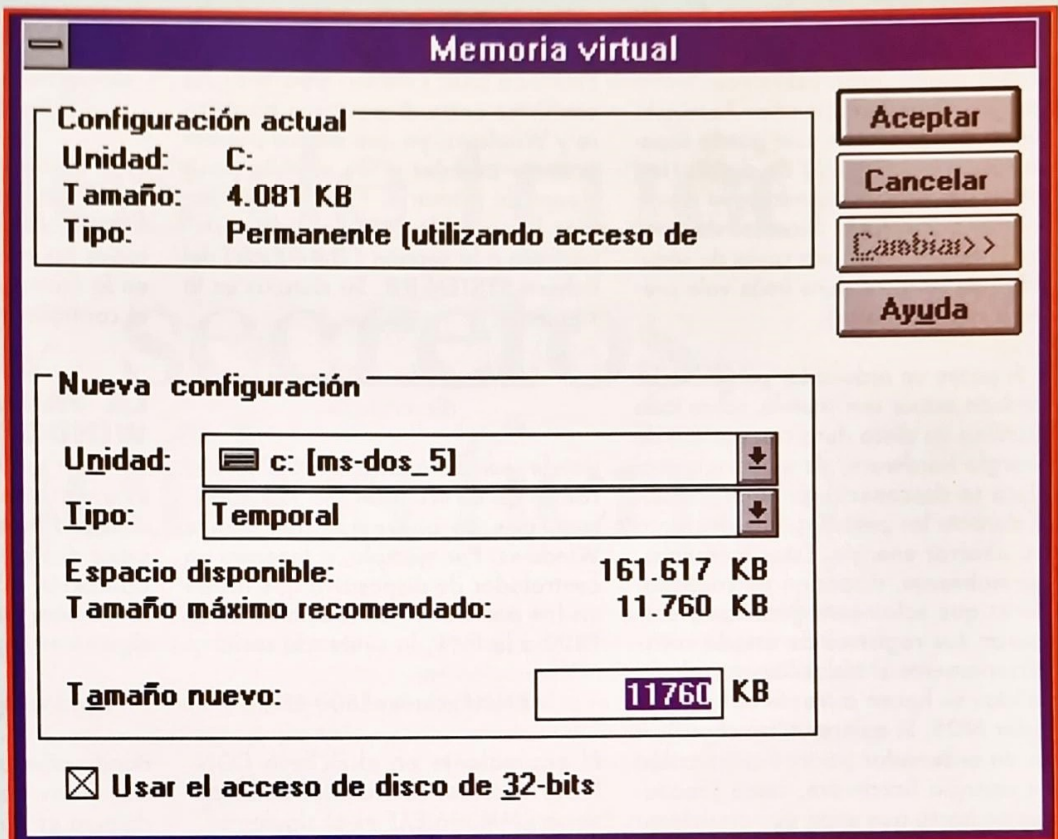 Memoria virtual
Configuración actual
Unidad: C:
Tamaño: 4.081 KB
Tipo: Permanente (utilizando acceso de
Aceptar
Cancelar
Cambiar>>
Ayuda
Nueva configuración
Unidad: c: [ms-dos_5]
Tipo: Temporal
Espacio disponible: 161.617 KB
Tamaño máximo recomendado: 11.760 KB
Tamaño nuevo: 11760 KB
Usar el acceso de disco de 32-bits